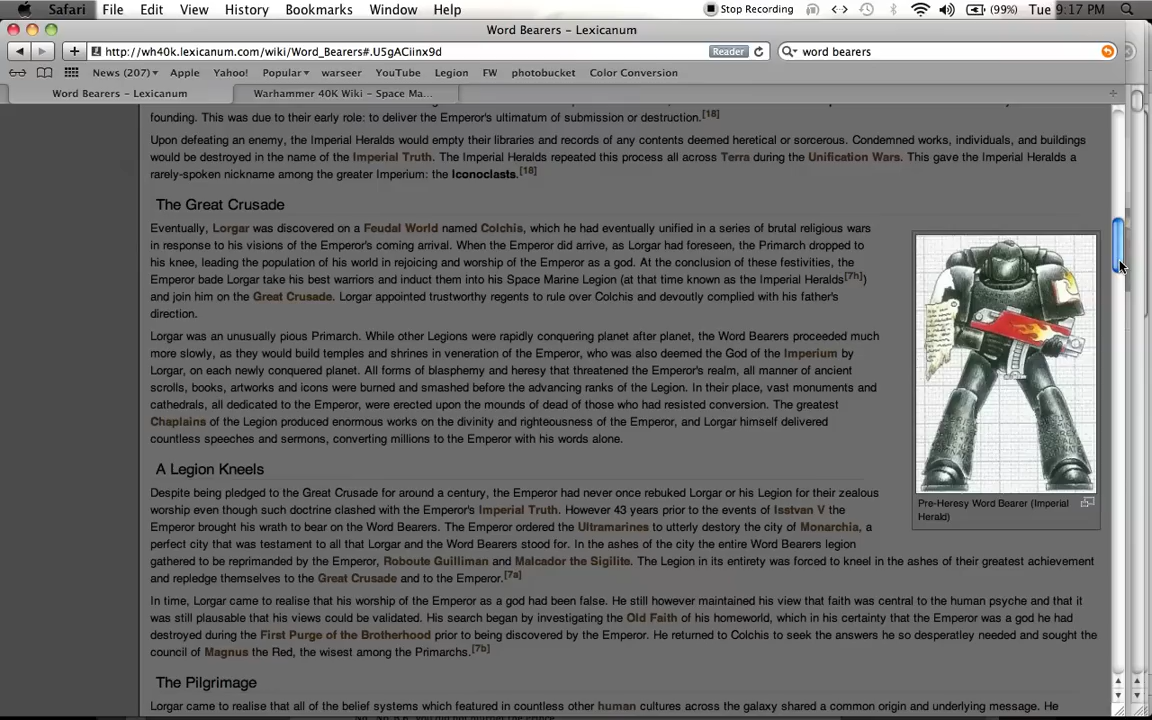 Safari File Edit View History Bookmarks Window Help Stop Recording (99%) Tue 9:17 PM
Word Bearers – Lexicanum
http://wh40k.lexicanum.com/wiki/Word_Bearers#.U5gACiinx9d Reader word bearers
News (207) Apple Yahoo! Popular warseer YouTube Legion FW photobucket Color Conversion
Word Bearers – Lexicanum Warhammer 40K Wiki – Space Ma...
founding. This was due to their early role: to deliver the Emperor's ultimatum of submission or destruction.[18]
Upon defeating an enemy, the Imperial Heralds would empty their libraries and records of any contents deemed heretical or sorcerous. Condemned works, individuals, and buildings
would be destroyed in the name of the Imperial Truth. The Imperial Heralds repeated this process all across Terra during the Unification Wars. This gave the Imperial Heralds a
rarely-spoken nickname among the greater Imperium: the Iconoclasts.[18]
The Great Crusade
Eventually, Lorgar was discovered on a Feudal World named Colchis, which he had eventually unified in a series of brutal religious wars
in response to his visions of the Emperor's coming arrival. When the Emperor did arrive, as Lorgar had foreseen, the Primarch dropped to
his knee, leading the population of his world in rejoicing and worship of the Emperor as a god. At the conclusion of these festivities, the
Emperor bade Lorgar take his best warriors and induct them into his Space Marine Legion (at that time known as the Imperial Heralds[7h])
and join him on the Great Crusade. Lorgar appointed trustworthy regents to rule over Colchis and devoutly complied with his father's
direction.
Lorgar was an unusually pious Primarch. While other Legions were rapidly conquering planet after planet, the Word Bearers proceeded much
more slowly, as they would build temples and shrines in veneration of the Emperor, who was also deemed the God of the Imperium by
Lorgar, on each newly conquered planet. All forms of blasphemy and heresy that threatened the Emperor's realm, all manner of ancient
scrolls, books, artworks and icons were burned and smashed before the advancing ranks of the Legion. In their place, vast monuments and
cathedrals, all dedicated to the Emperor, were erected upon the mounds of dead of those who had resisted conversion. The greatest
Chaplains of the Legion produced enormous works on the divinity and righteousness of the Emperor, and Lorgar himself delivered
countless speeches and sermons, converting millions to the Emperor with his words alone.
Pre-Heresy Word Bearer (Imperial
Herald)
A Legion Kneels
Despite being pledged to the Great Crusade for around a century, the Emperor had never once rebuked Lorgar or his Legion for their zealous
worship even though such doctrine clashed with the Emperor's Imperial Truth. However 43 years prior to the events of Isstvan V the
Emperor brought his wrath to bear on the Word Bearers. The Emperor ordered the Ultramarines to utterly destory the city of Monarchia, a
perfect city that was testament to all that Lorgar and the Word Bearers stood for. In the ashes of the city the entire Word Bearers legion
gathered to be reprimanded by the Emperor, Roboute Guilliman and Malcador the Sigilite. The Legion in its entirety was forced to kneel in the ashes of their greatest achievement
and repledge themselves to the Great Crusade and to the Emperor.[7a]
In time, Lorgar came to realise that his worship of the Emperor as a god had been false. He still however maintained his view that faith was central to the human psyche and that it
was still plausable that his views could be validated. His search began by investigating the Old Faith of his homeworld, which in his certainty that the Emperor was a god he had
destroyed during the First Purge of the Brotherhood prior to being discovered by the Emperor. He returned to Colchis to seek the answers he so desperatley needed and sought the
council of Magnus the Red, the wisest among the Primarchs.[7b]
The Pilgrimage
Lorgar came to realise that all of the belief systems which featured in countless other human cultures across the galaxy shared a common origin and underlying message. He